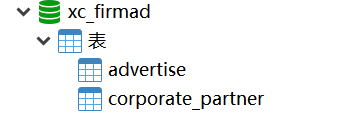 xc_firmad
表
advertise
corporate_partner